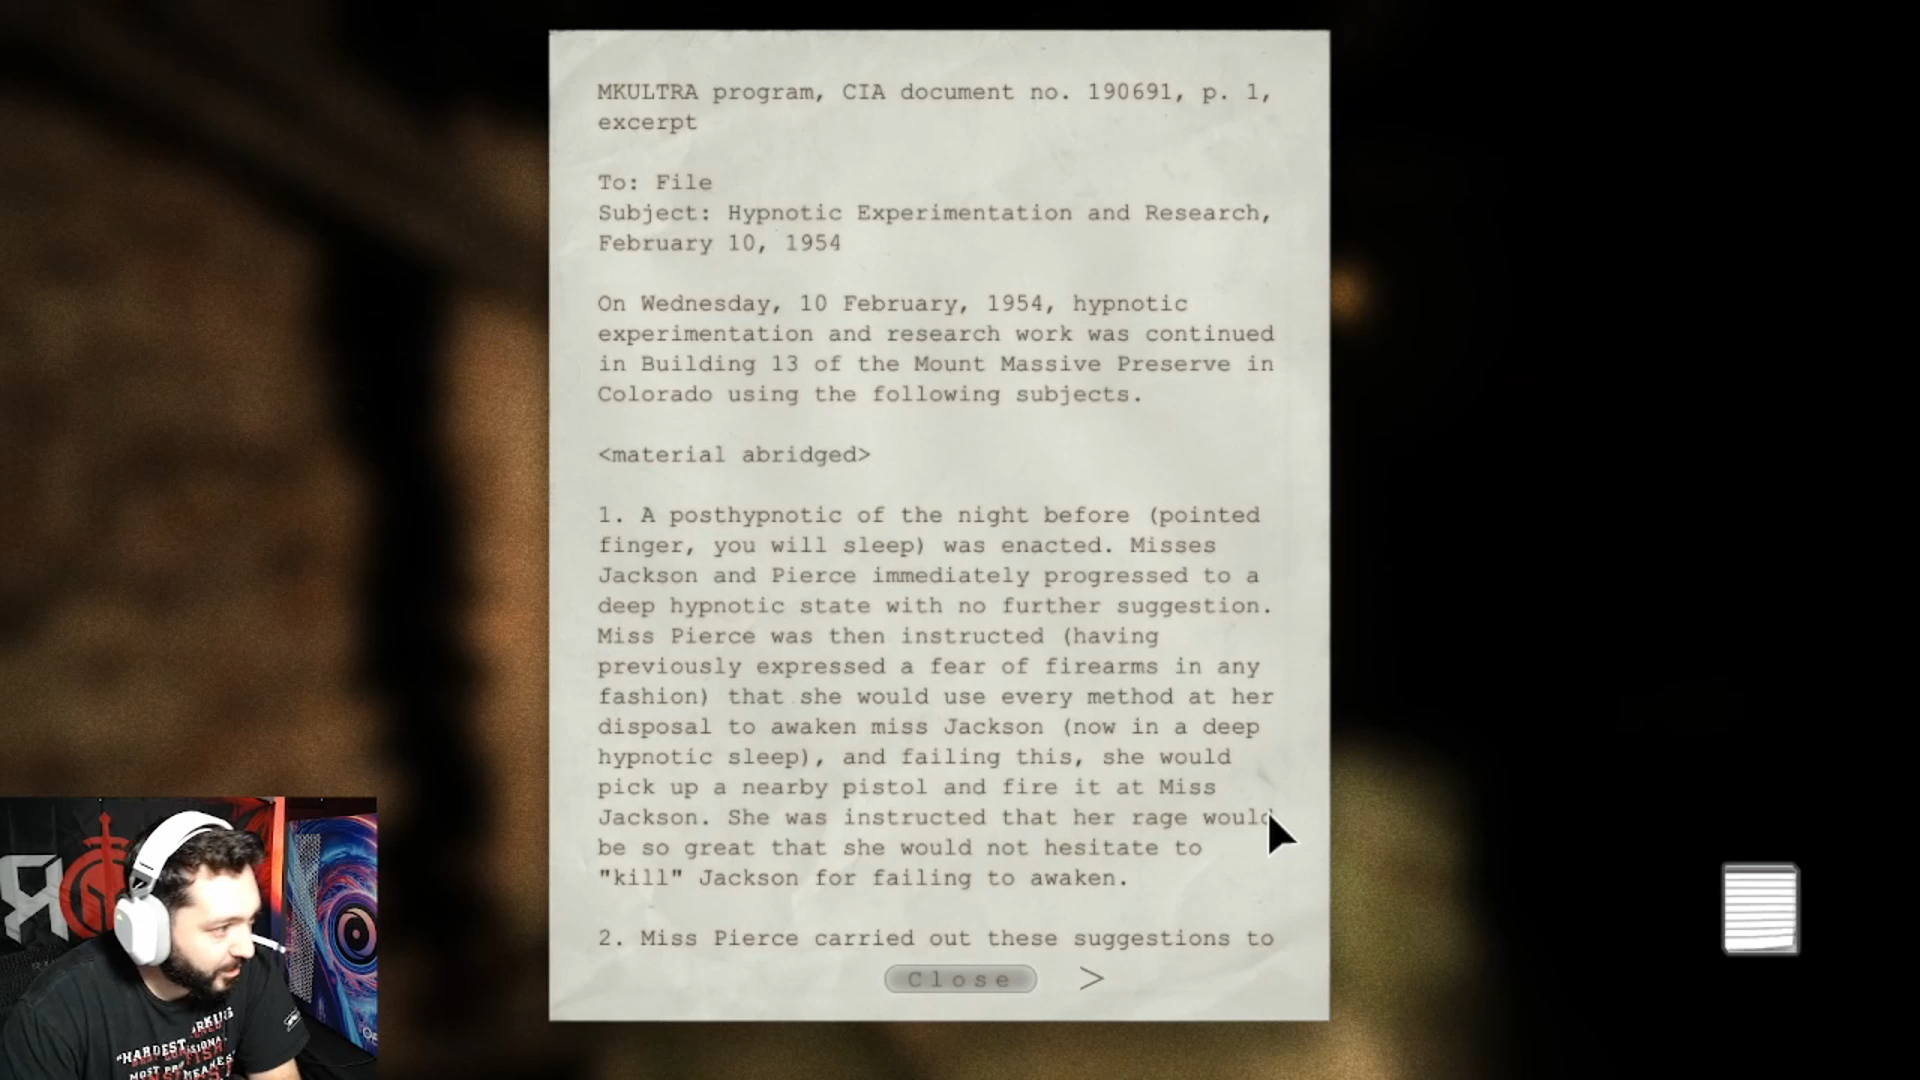 MKULTRA program, CIA document no. 190691, p. 1,
excerpt
To: File
Subject: Hypnotic Experimentation and Research,
February 10, 1954
On Wednesday, 10 February, 1954, hypnotic
experimentation and research work was continued
in Building 13 of the Mount Massive Preserve in
Colorado using the following subjects.
<material abridged>
1. A posthypnotic of the night before (pointed
finger, you will sleep) was enacted. Misses
Jackson and Pierce immediately progressed to a
deep hypnotic state with no further suggestion.
Miss Pierce was then instructed (having
previously expressed a fear of firearms in any
fashion) that she would use every method at her
disposal to awaken miss Jackson (now in a deep
hypnotic sleep), and failing this, she would
pick up a nearby pistol and fire it at Miss
Jackson. She was instructed that her rage would
be so great that she would not hesitate to
"kill" Jackson for failing to awaken.
2. Miss Pierce carried out these suggestions to
Close >
"HARDEST
MOST